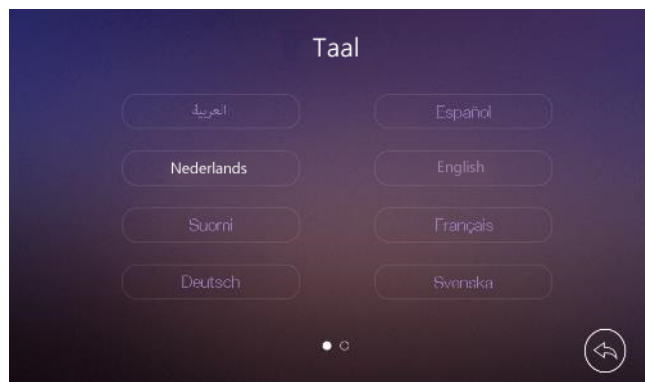 Taal
العربية
Español
Nederlands
English
Suomi
Français
Deutsch
Svenska